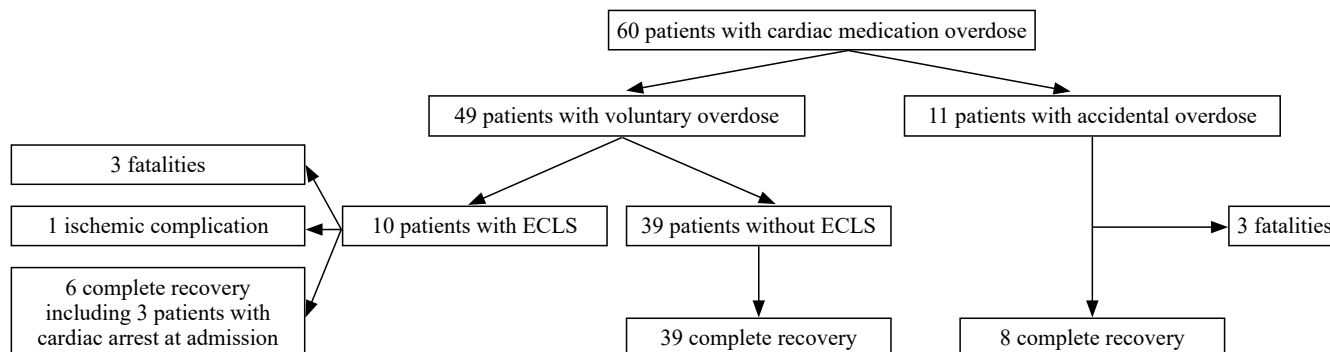 60 patients with cardiac medication overdose
49 patients with voluntary overdose
11 patients with accidental overdose
3 fatalities
1 ischemic complication
10 patients with ECLS
39 patients without ECLS
3 fatalities
6 complete recovery
including 3 patients with
cardiac arrest at admission
39 complete recovery
8 complete recovery